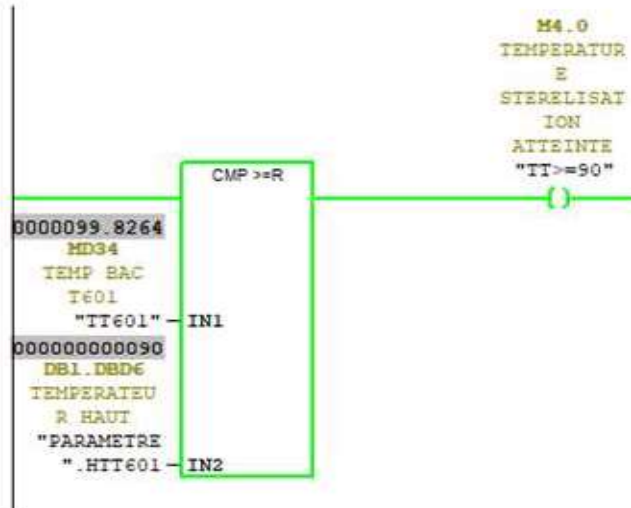 M4.0
TEMPERATUR
E
STERELISAT
ION
ATTEINTE
"TT>=90"
( )
CMP >=R
0000099.8264
MD34
TEMP BAC
T601
"TT601"
IN1
000000000090
DB1.DBD6
TEMPERATEU
R HAUT
"PARAMETRE
".HTT601
IN2